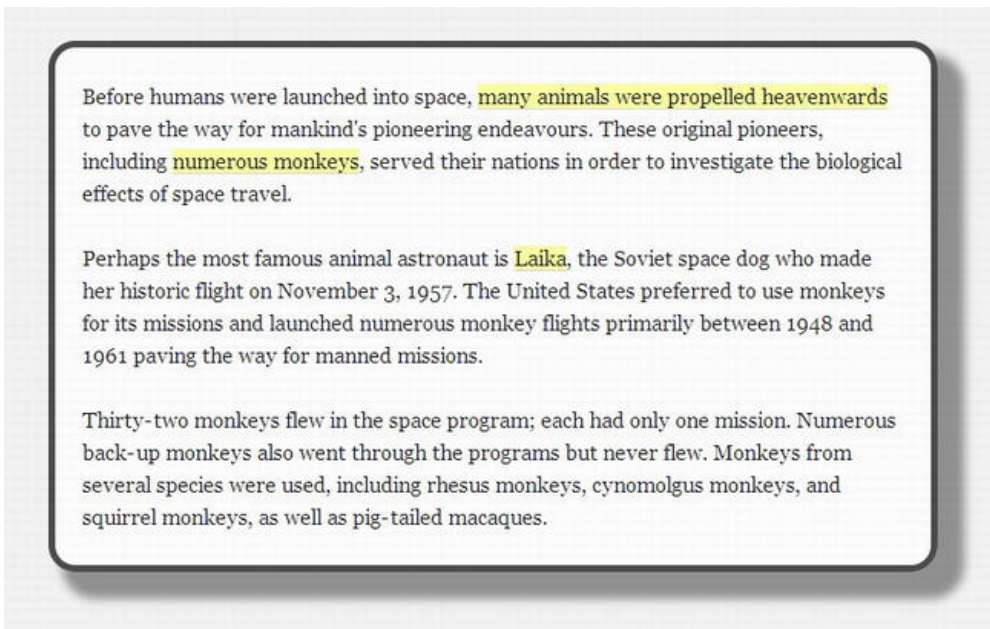 Before humans were launched into space, many animals were propelled heavenwards
to pave the way for mankind's pioneering endeavours. These original pioneers,
including numerous monkeys, served their nations in order to investigate the biological
effects of space travel.
Perhaps the most famous animal astronaut is Laika, the Soviet space dog who made
her historic flight on November 3, 1957. The United States preferred to use monkeys
for its missions and launched numerous monkey flights primarily between 1948 and
1961 paving the way for manned missions.
Thirty-two monkeys flew in the space program; each had only one mission. Numerous
back-up monkeys also went through the programs but never flew. Monkeys from
several species were used, including rhesus monkeys, cynomolgus monkeys, and
squirrel monkeys, as well as pig-tailed macaques.